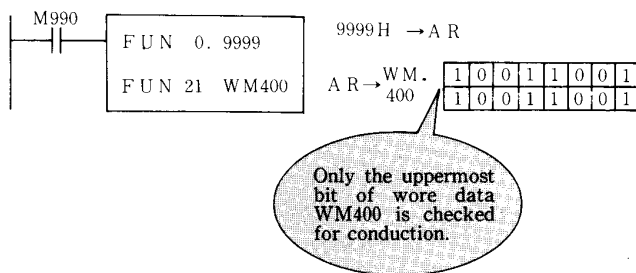 M990
FUN 0. 9999
9999H → AR
FUN 21 WM400
AR → WM.
400
1 0 0 1 1 0 0 1
1 0 0 1 1 0 0 1
Only the uppermost
bit of wore data
WM400 is checked
for conduction.